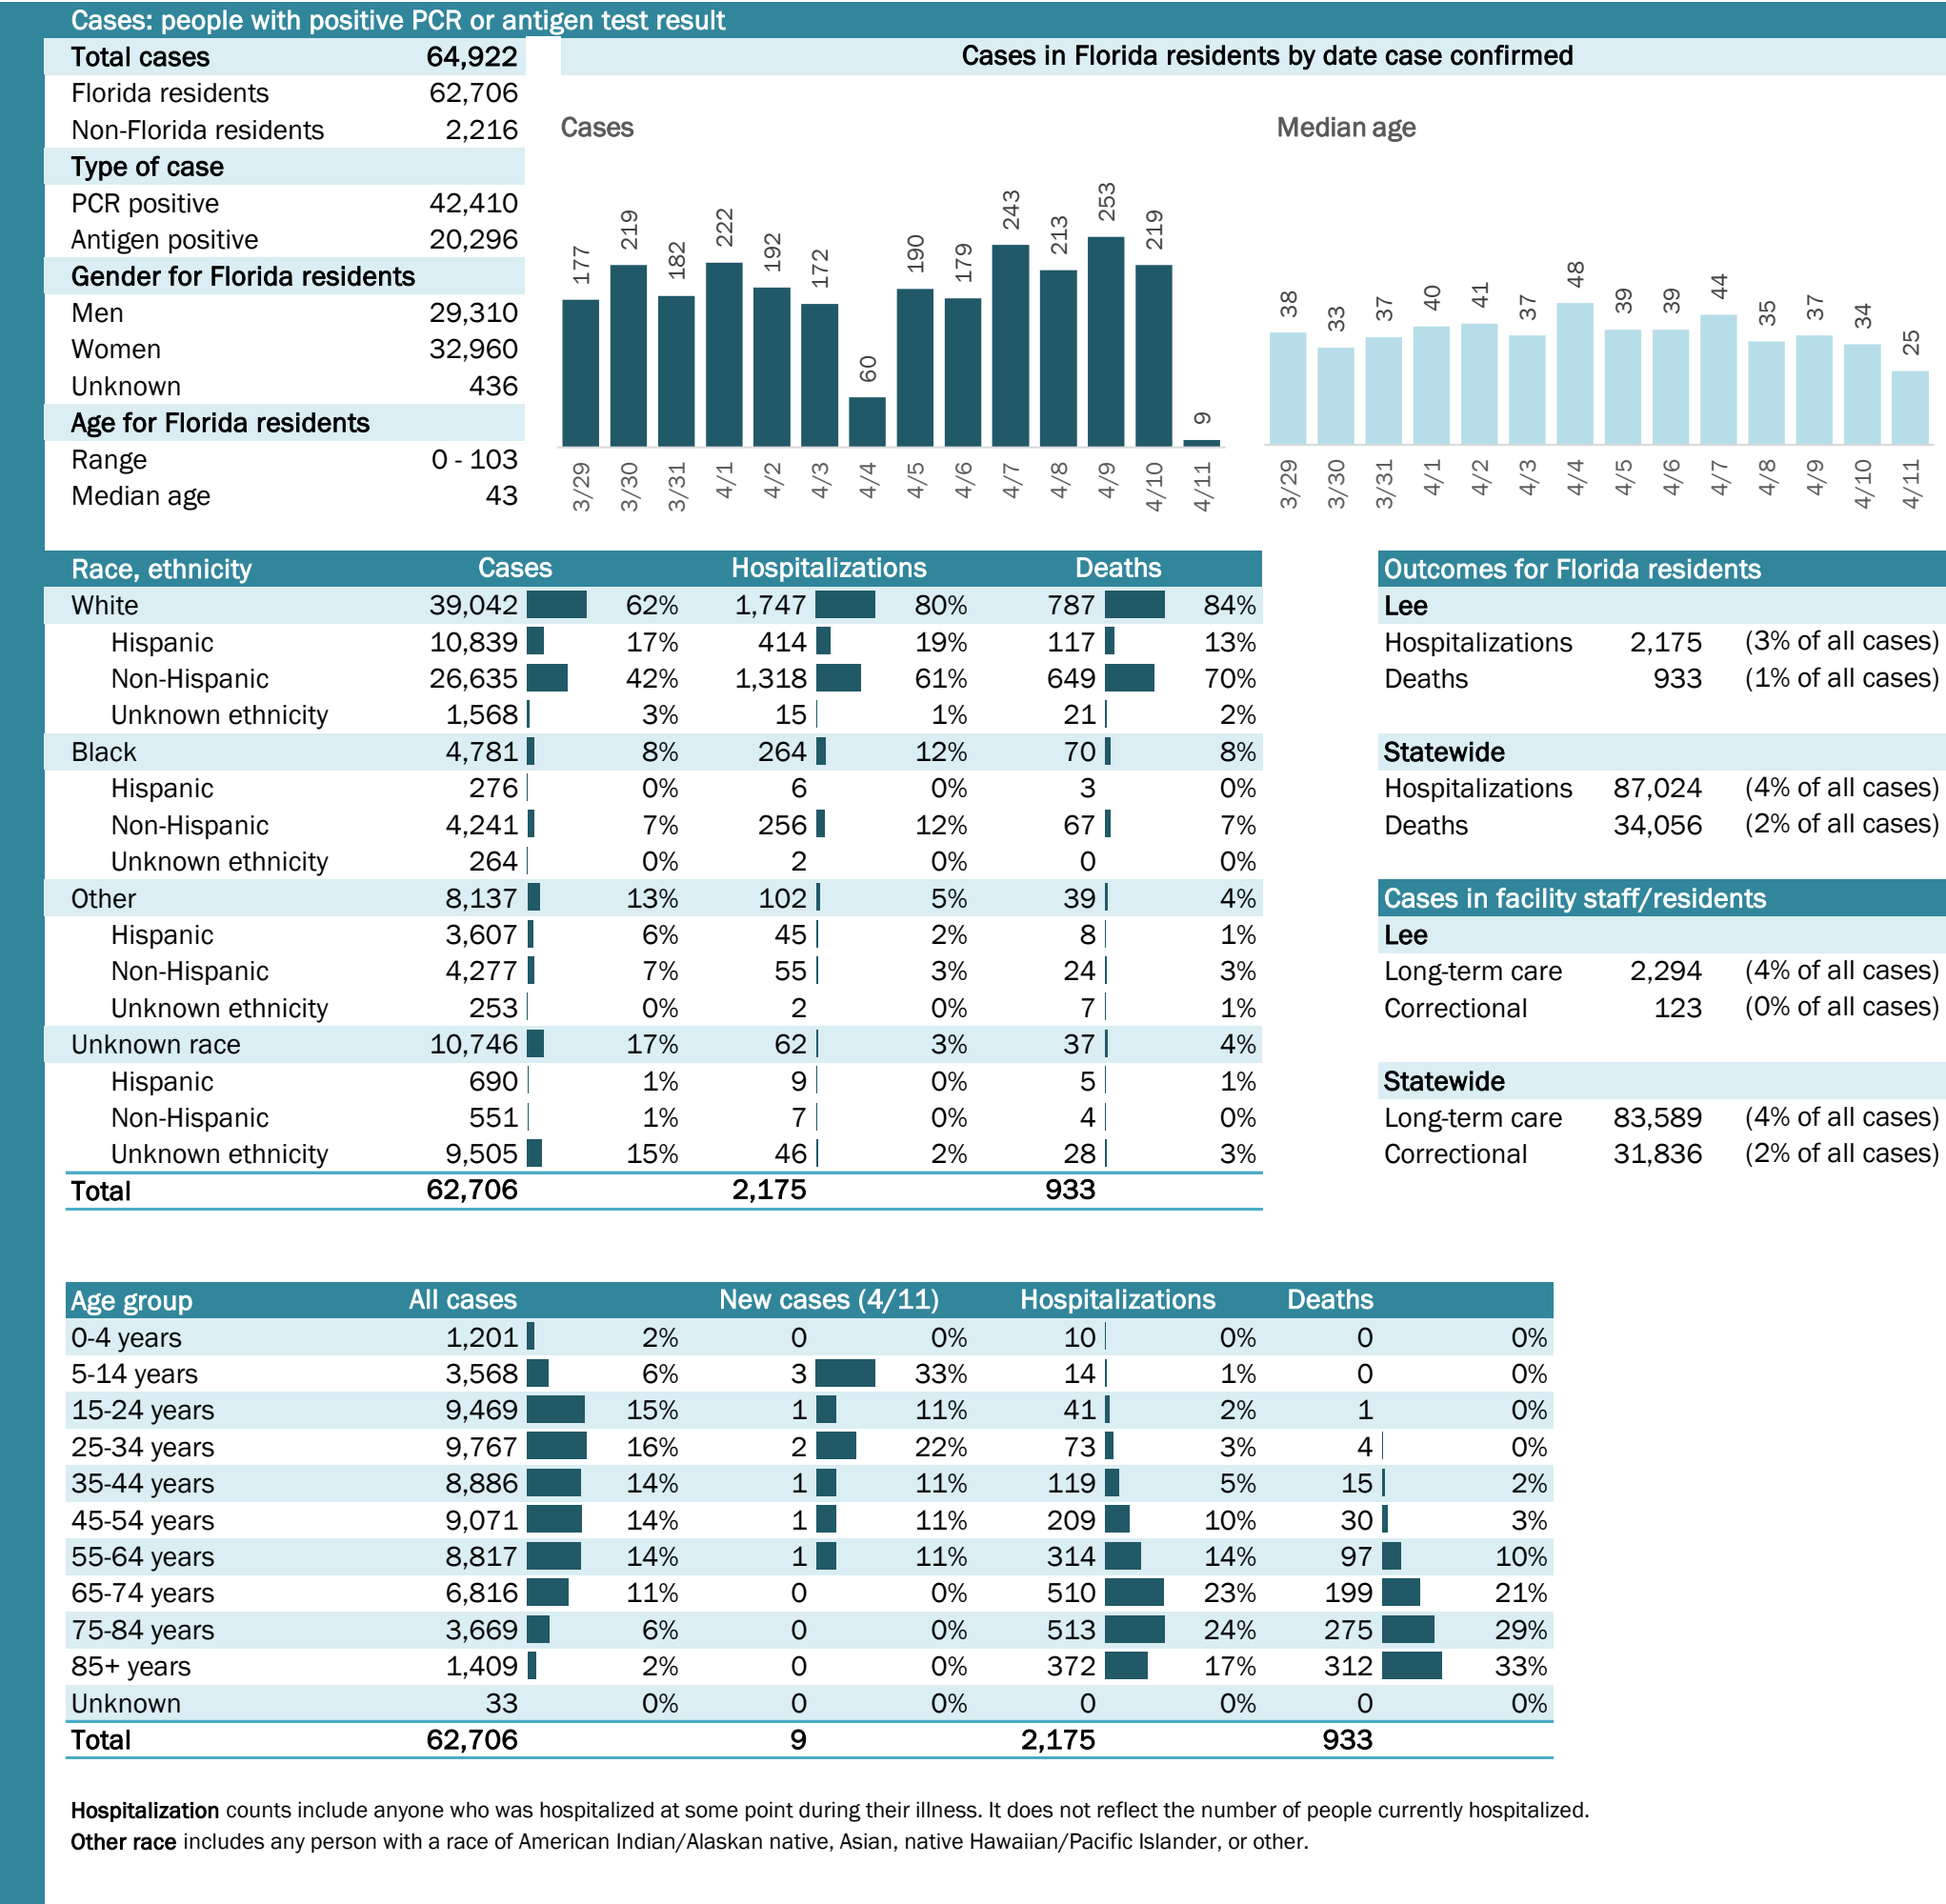 Cases: people with positive PCR or antigen test result
Total cases 64,922
Florida residents 62,706
Non-Florida residents 2,216
Type of case
PCR positive 42,410
Antigen positive 20,296
Gender for Florida residents
Men 29,310
Women 32,960
Unknown 436
Age for Florida residents
Range 0 - 103
Median age 43
Cases in Florida residents by date case confirmed
Cases
177 219 182 222 192 172 60 190 179 243 213 253 219 9
3/29 3/30 3/31 4/1 4/2 4/3 4/4 4/5 4/6 4/7 4/8 4/9 4/10 4/11
Median age
38 33 37 40 41 37 48 39 39 44 35 37 34 25
3/29 3/30 3/31 4/1 4/2 4/3 4/4 4/5 4/6 4/7 4/8 4/9 4/10 4/11
Race, ethnicity Cases Hospitalizations Deaths
White 39,042 62% 1,747 80% 787 84%
Hispanic 10,839 17% 414 19% 117 13%
Non-Hispanic 26,635 42% 1,318 61% 649 70%
Unknown ethnicity 1,568 3% 15 1% 21 2%
Black 4,781 8% 264 12% 70 8%
Hispanic 276 0% 6 0% 3 0%
Non-Hispanic 4,241 7% 256 12% 67 7%
Unknown ethnicity 264 0% 2 0% 0 0%
Other 8,137 13% 102 5% 39 4%
Hispanic 3,607 6% 45 2% 8 1%
Non-Hispanic 4,277 7% 55 3% 24 3%
Unknown ethnicity 253 0% 2 0% 7 1%
Unknown race 10,746 17% 62 3% 37 4%
Hispanic 690 1% 9 0% 5 1%
Non-Hispanic 551 1% 7 0% 4 0%
Unknown ethnicity 9,505 15% 46 2% 28 3%
Total 62,706 2,175 933
Outcomes for Florida residents
Lee
Hospitalizations 2,175 (3% of all cases)
Deaths 933 (1% of all cases)
Statewide
Hospitalizations 87,024 (4% of all cases)
Deaths 34,056 (2% of all cases)
Cases in facility staff/residents
Lee
Long-term care 2,294 (4% of all cases)
Correctional 123 (0% of all cases)
Statewide
Long-term care 83,589 (4% of all cases)
Correctional 31,836 (2% of all cases)
Age group All cases New cases (4/11) Hospitalizations Deaths
0-4 years 1,201 2% 0 0% 10 0% 0 0%
5-14 years 3,568 6% 3 33% 14 1% 0 0%
15-24 years 9,469 15% 1 11% 41 2% 1 0%
25-34 years 9,767 16% 2 22% 73 3% 4 0%
35-44 years 8,886 14% 1 11% 119 5% 15 2%
45-54 years 9,071 14% 1 11% 209 10% 30 3%
55-64 years 8,817 14% 1 11% 314 14% 97 10%
65-74 years 6,816 11% 0 0% 510 23% 199 21%
75-84 years 3,669 6% 0 0% 513 24% 275 29%
85+ years 1,409 2% 0 0% 372 17% 312 33%
Unknown 33 0% 0 0% 0 0% 0 0%
Total 62,706 9 2,175 933
Hospitalization counts include anyone who was hospitalized at some point during their illness. It does not reflect the number of people currently hospitalized.
Other race includes any person with a race of American Indian/Alaskan native, Asian, native Hawaiian/Pacific Islander, or other.